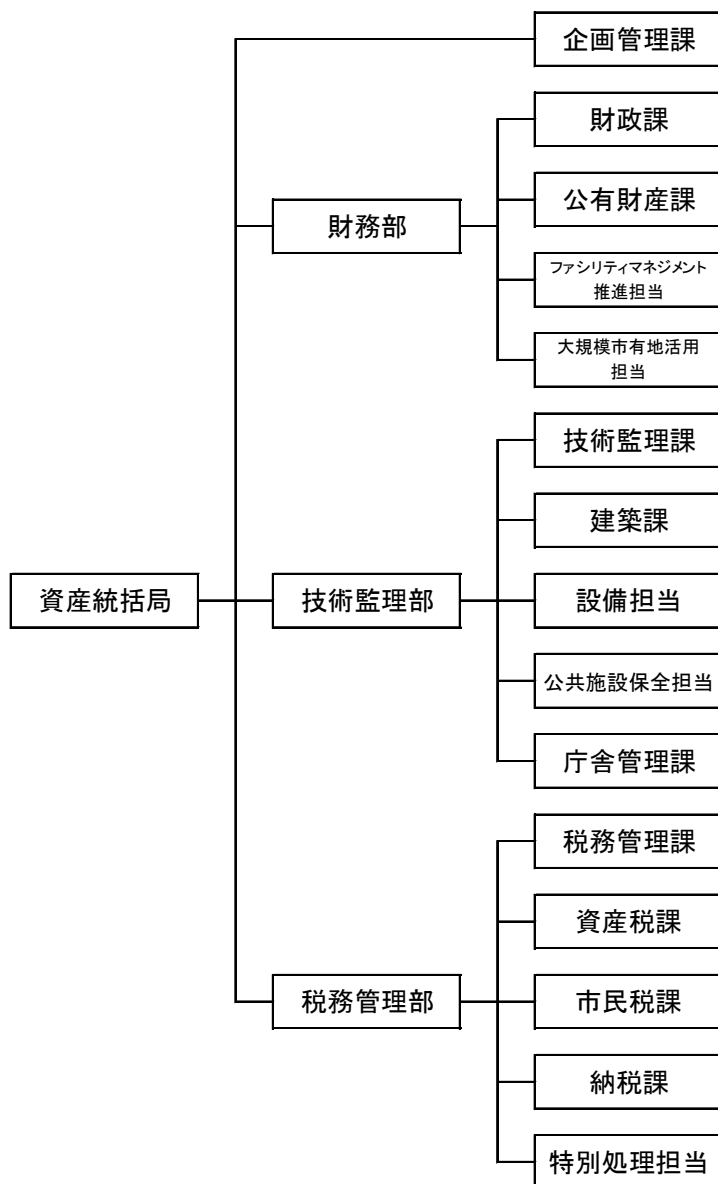 企画管理課
財政課
公有財産課
財務部
ファシリティマネジメント
推進担当
大規模市有地活用
担当
技術監理課
建築課
資産統括局
技術監理部
設備担当
公共施設保全担当
庁舎管理課
税務管理課
資産税課
税務管理部
市民税課
納税課
特別処理担当